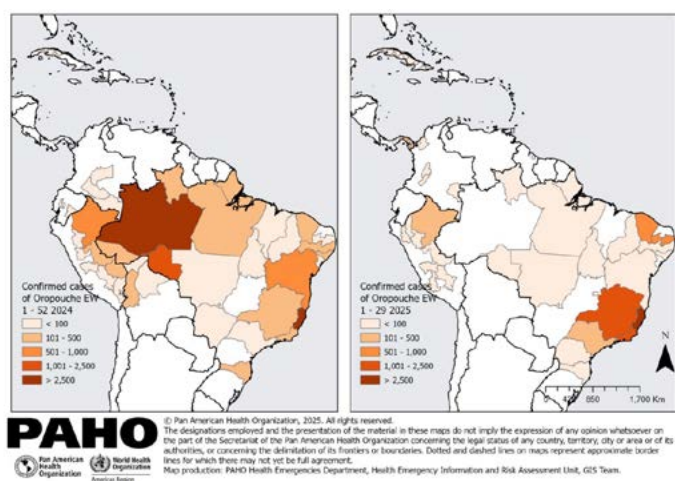 Confirmed cases
of Oropouche EW
1 - 52 2024
< 100
101 - 500
501 - 1,000
1,001 - 2,500
> 2,500
Confirmed cases
of Oropouche EW
1 - 29 2025
< 100
101 - 500
501 - 1,000
1,001 - 2,500
> 2,500
N
0 425 850 1,700 Km
PAHO
Pan American
Health
Organization
World Health
Organization
American Region
© Pan American Health Organization, 2025. All rights reserved.
The designations employed and the presentation of the material in these maps do not imply the expression of any opinion whatsoever on
the part of the Secretariat of the Pan American Health Organization concerning the legal status of any country, territory, city or area or of its
authorities, or concerning the delimitation of its frontiers or boundaries. Dotted and dashed lines on maps represent approximate border
lines for which there may not yet be full agreement.
Map production: PAHO Health Emergencies Department, Health Emergency Information and Risk Assessment Unit, GIS Team.